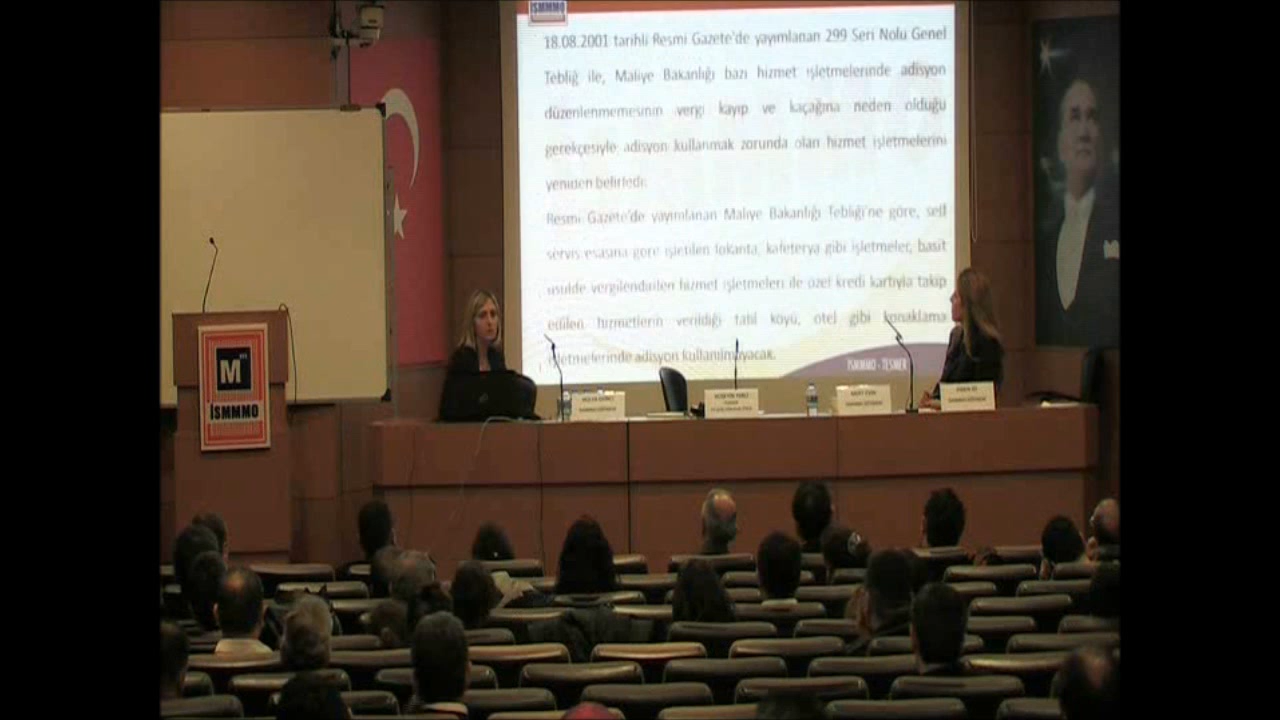 İSMMMO
18.08.2001 tarihli Resmi Gazete'de yayımlanan 299 Seri Nolu Genel
Tebliğ ile, Maliye Bakanlığı bazı hizmet işletmelerinde adisyon
düzenlenmemesinin vergi kayıp ve kaçağına neden olduğu
gerekçesiyle adisyon kullanmak zorunda olan hizmet işletmelerini
yeniden belirledi.
Resmi Gazete'de yayımlanan Maliye Bakanlığı Tebliği'ne göre, self
servis esasına göre işletilen lokanta, kafeterya gibi işletmeler, basit
usulde vergilendirilen hizmet işletmeleri ile özel kredi kartıyla takip
edilen hizmetlerin verildiği tatil köyü, otel gibi konaklama
işletmelerinde adisyon kullanılmayacak.
İSMMMO - TESMER
M
İSMMMO